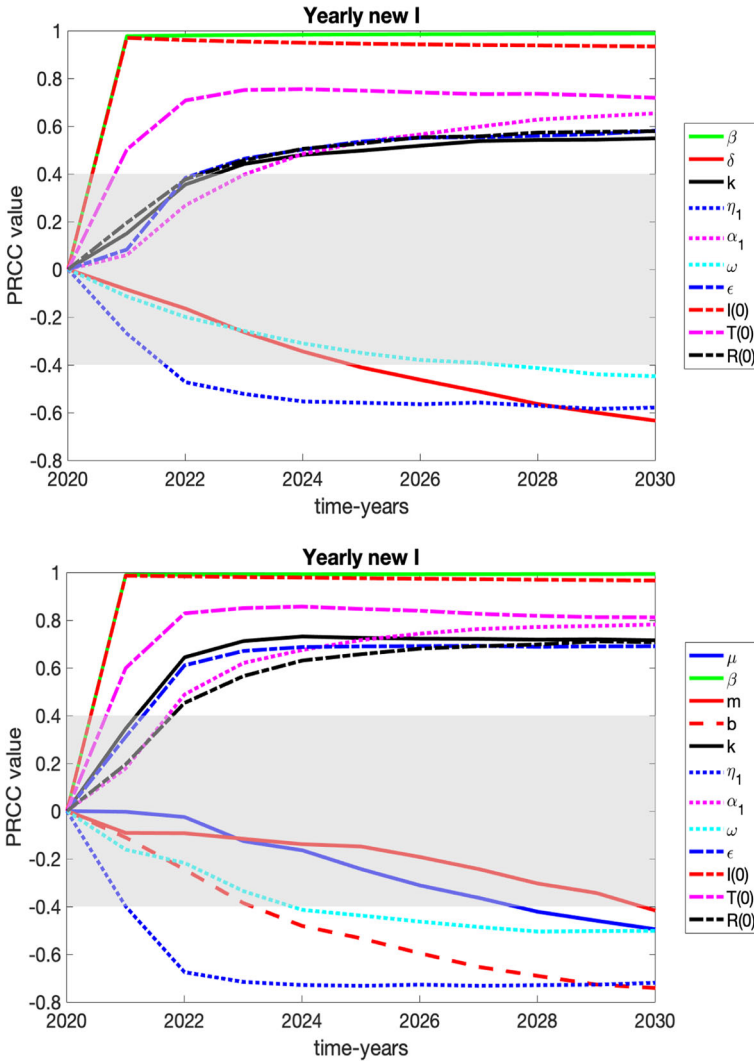 Yearly new I
1
0.8
0.6
0.4
0.2
0
-0.2
-0.4
-0.6
-0.8
PRCC value
2020 2022 2024 2026 2028 2030
time-years
β
δ
k
η1
α1
ω
ϵ
I(0)
T(0)
R(0)
Yearly new I
1
0.8
0.6
0.4
0.2
0
-0.2
-0.4
-0.6
-0.8
PRCC value
2020 2022 2024 2026 2028 2030
time-years
μ
β
m
b
k
η1
α1
ω
ϵ
I(0)
T(0)
R(0)